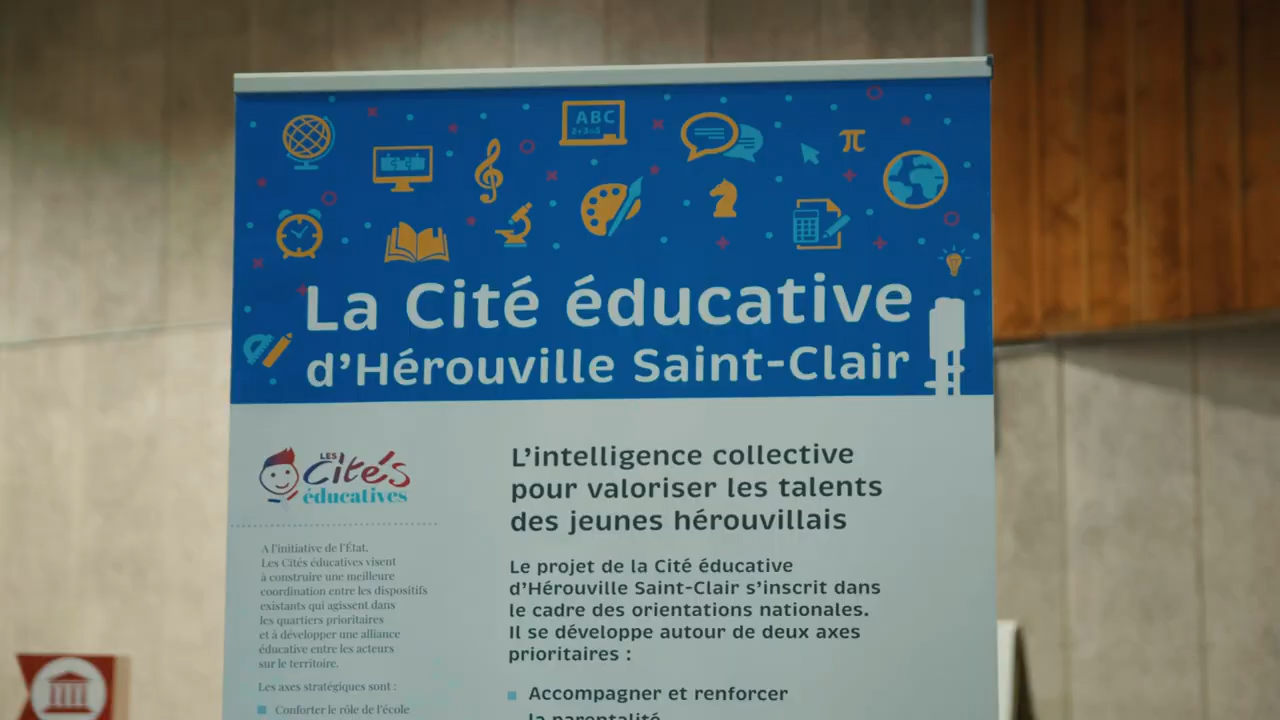 ABC
2+3=5
π
La Cité éducative
d'Hérouville Saint-Clair
LES
Cités
éducatives
A l'initiative de l'État,
Les Cités éducatives visent
à construire une meilleure
coordination entre les dispositifs
existants qui agissent dans
les quartiers prioritaires
et à développer une alliance
éducative entre les acteurs
sur le territoire.
Les axes stratégiques sont :
Conforter le rôle de l'école
L'intelligence collective
pour valoriser les talents
des jeunes hérouvillais
Le projet de la Cité éducative
d'Hérouville Saint-Clair s'inscrit dans
le cadre des orientations nationales.
Il se développe autour de deux axes
prioritaires :
Accompagner et renforcer
la parentalité